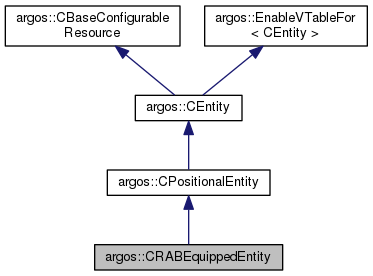 argos::CBaseConfigurable
Resource
argos::EnableVTableFor
< CEntity >
argos::CEntity
argos::CPositionalEntity
argos::CRABEquippedEntity